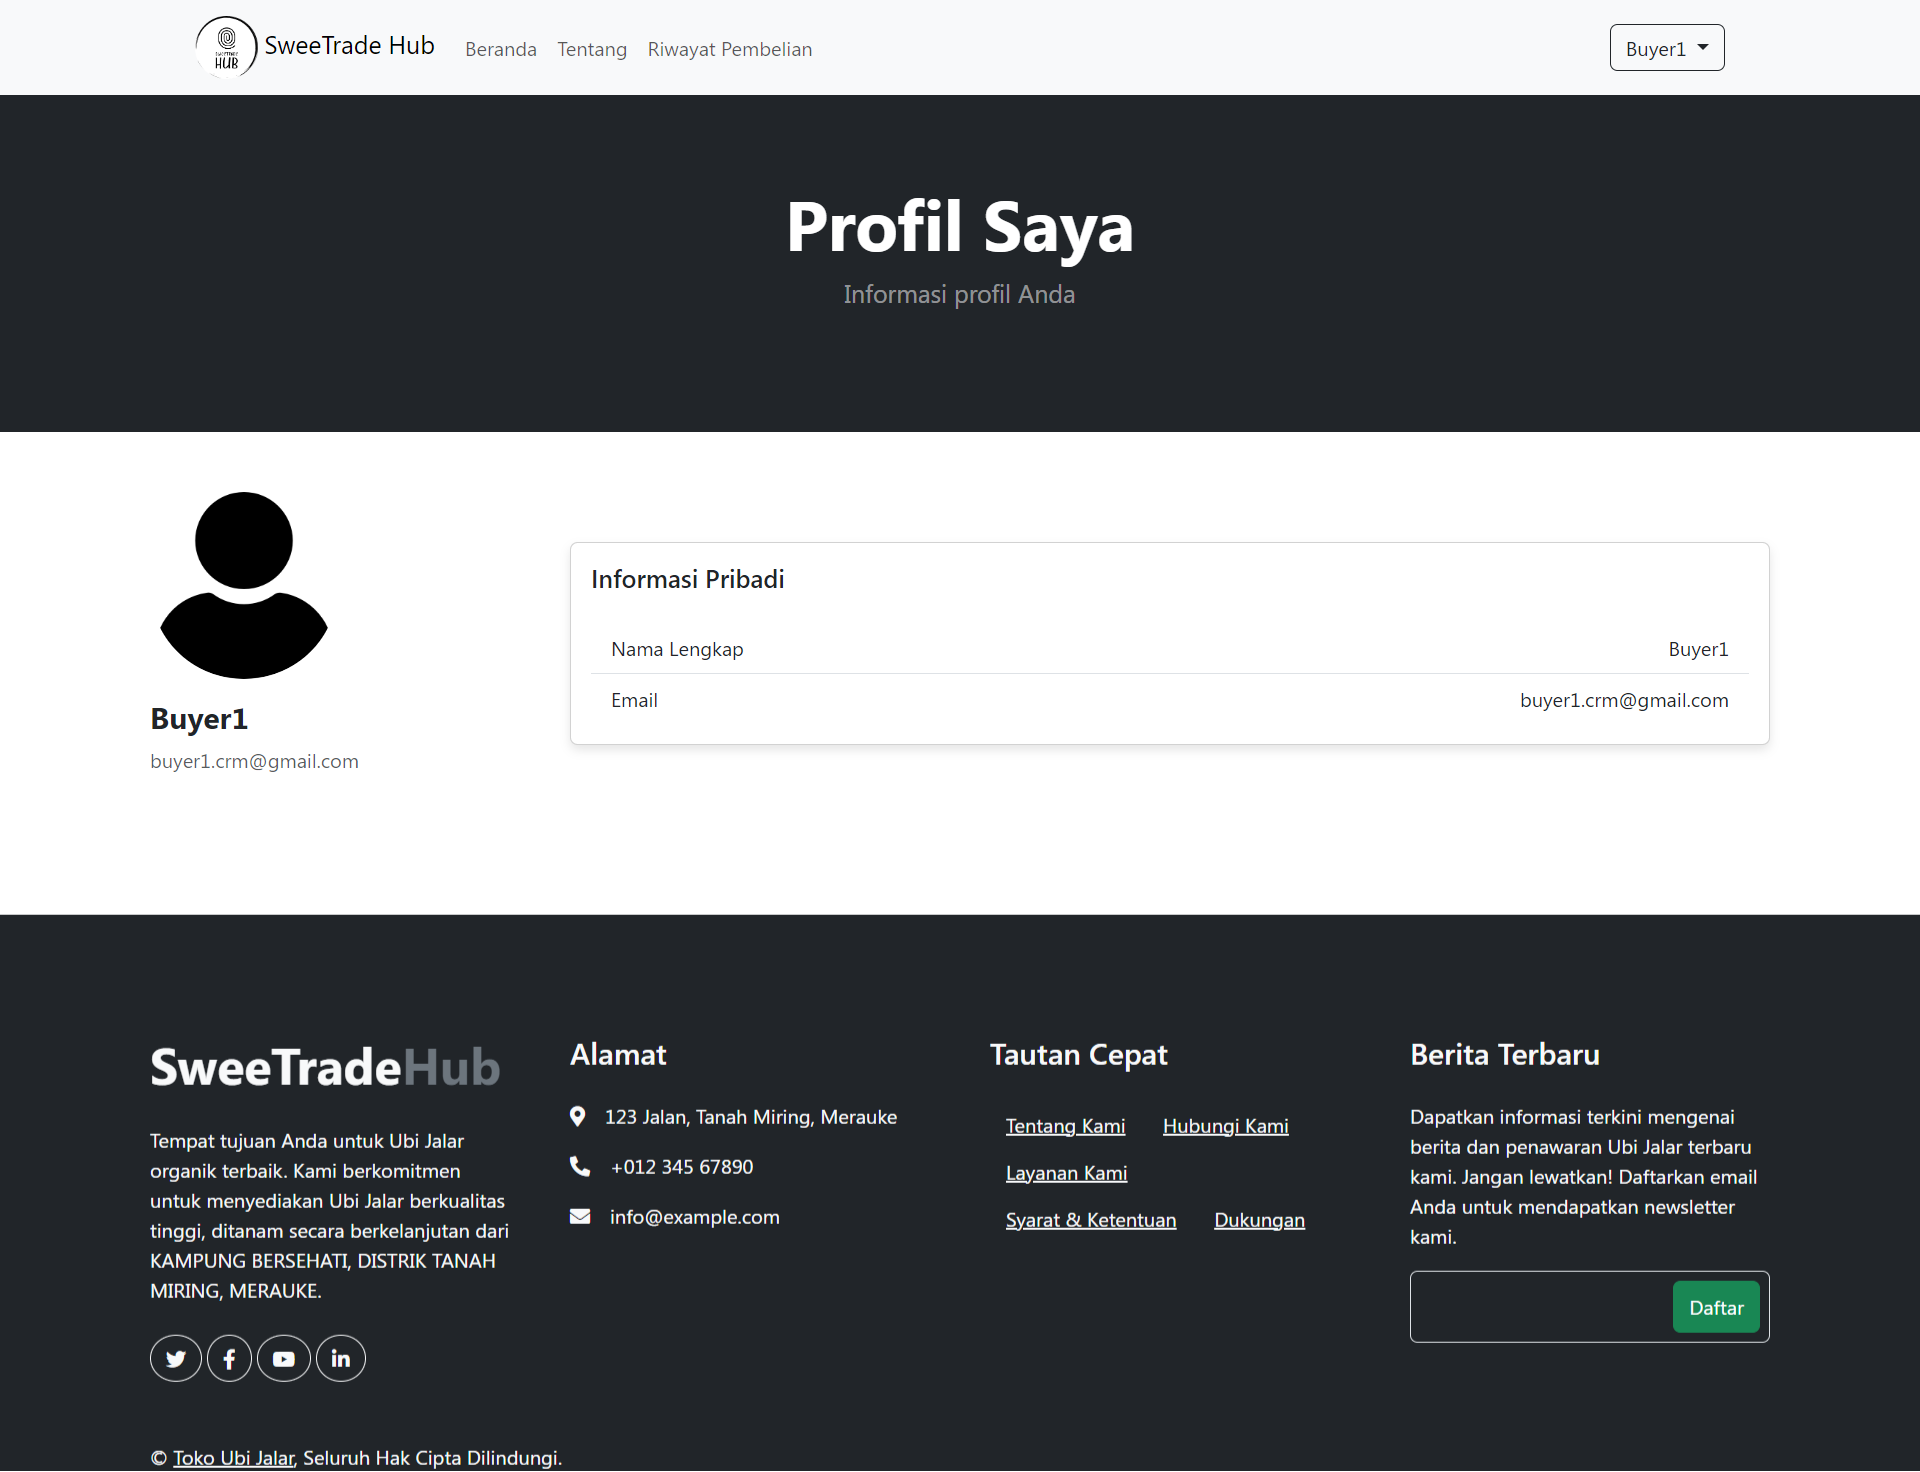 SWEETRADE
HUB
SweeTrade Hub
Beranda
Tentang
Riwayat Pembelian
Buyer1
Profil Saya
Informasi profil Anda
Buyer1
buyer1.crm@gmail.com
Informasi Pribadi
Nama Lengkap Buyer1
Email buyer1.crm@gmail.com
SweeTradeHub
Tempat tujuan Anda untuk Ubi Jalar
organik terbaik. Kami berkomitmen
untuk menyediakan Ubi Jalar berkualitas
tinggi, ditanam secara berkelanjutan dari
KAMPUNG BERSEHATI, DISTRIK TANAH
MIRING, MERAUKE.
Alamat
123 Jalan, Tanah Miring, Merauke
+012 345 67890
info@example.com
Tautan Cepat
Tentang Kami Hubungi Kami
Layanan Kami
Syarat & Ketentuan Dukungan
Berita Terbaru
Dapatkan informasi terkini mengenai
berita dan penawaran Ubi Jalar terbaru
kami. Jangan lewatkan! Daftarkan email
Anda untuk mendapatkan newsletter
kami.
Daftar
© Toko Ubi Jalar, Seluruh Hak Cipta Dilindungi.